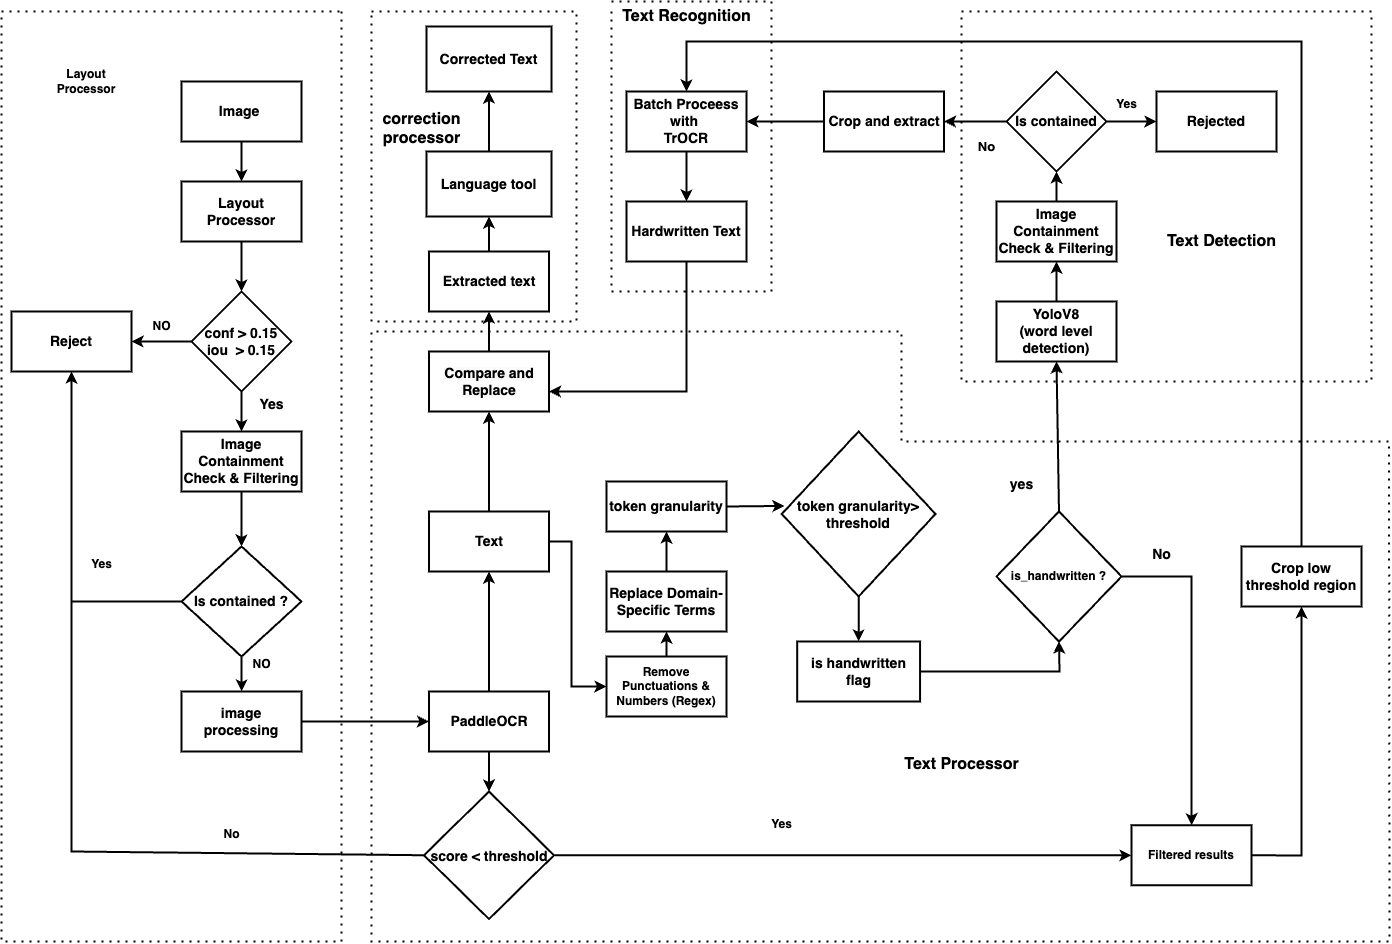 Layout
Processor
Image
Layout
Processor
conf > 0.15
iou > 0.15
NO
Reject
Yes
Image
Containment
Check & Filtering
Yes
Is contained ?
NO
image
processing
No
correction
processor
Corrected Text
Language tool
Extracted text
Compare and
Replace
Text
PaddleOCR
score < threshold
Yes
Text Recognition
Batch Proceess
with
TrOCR
Hardwritten Text
Crop and extract
Is contained
No
Yes
Rejected
Image
Containment
Check & Filtering
Text Detection
YoloV8
(word level
detection)
token granularity
Replace Domain-
Specific Terms
Remove
Punctuations &
Numbers (Regex)
token granularity>
threshold
is handwritten
flag
yes
is_handwritten ?
No
Crop low
threshold region
Text Processor
Filtered results